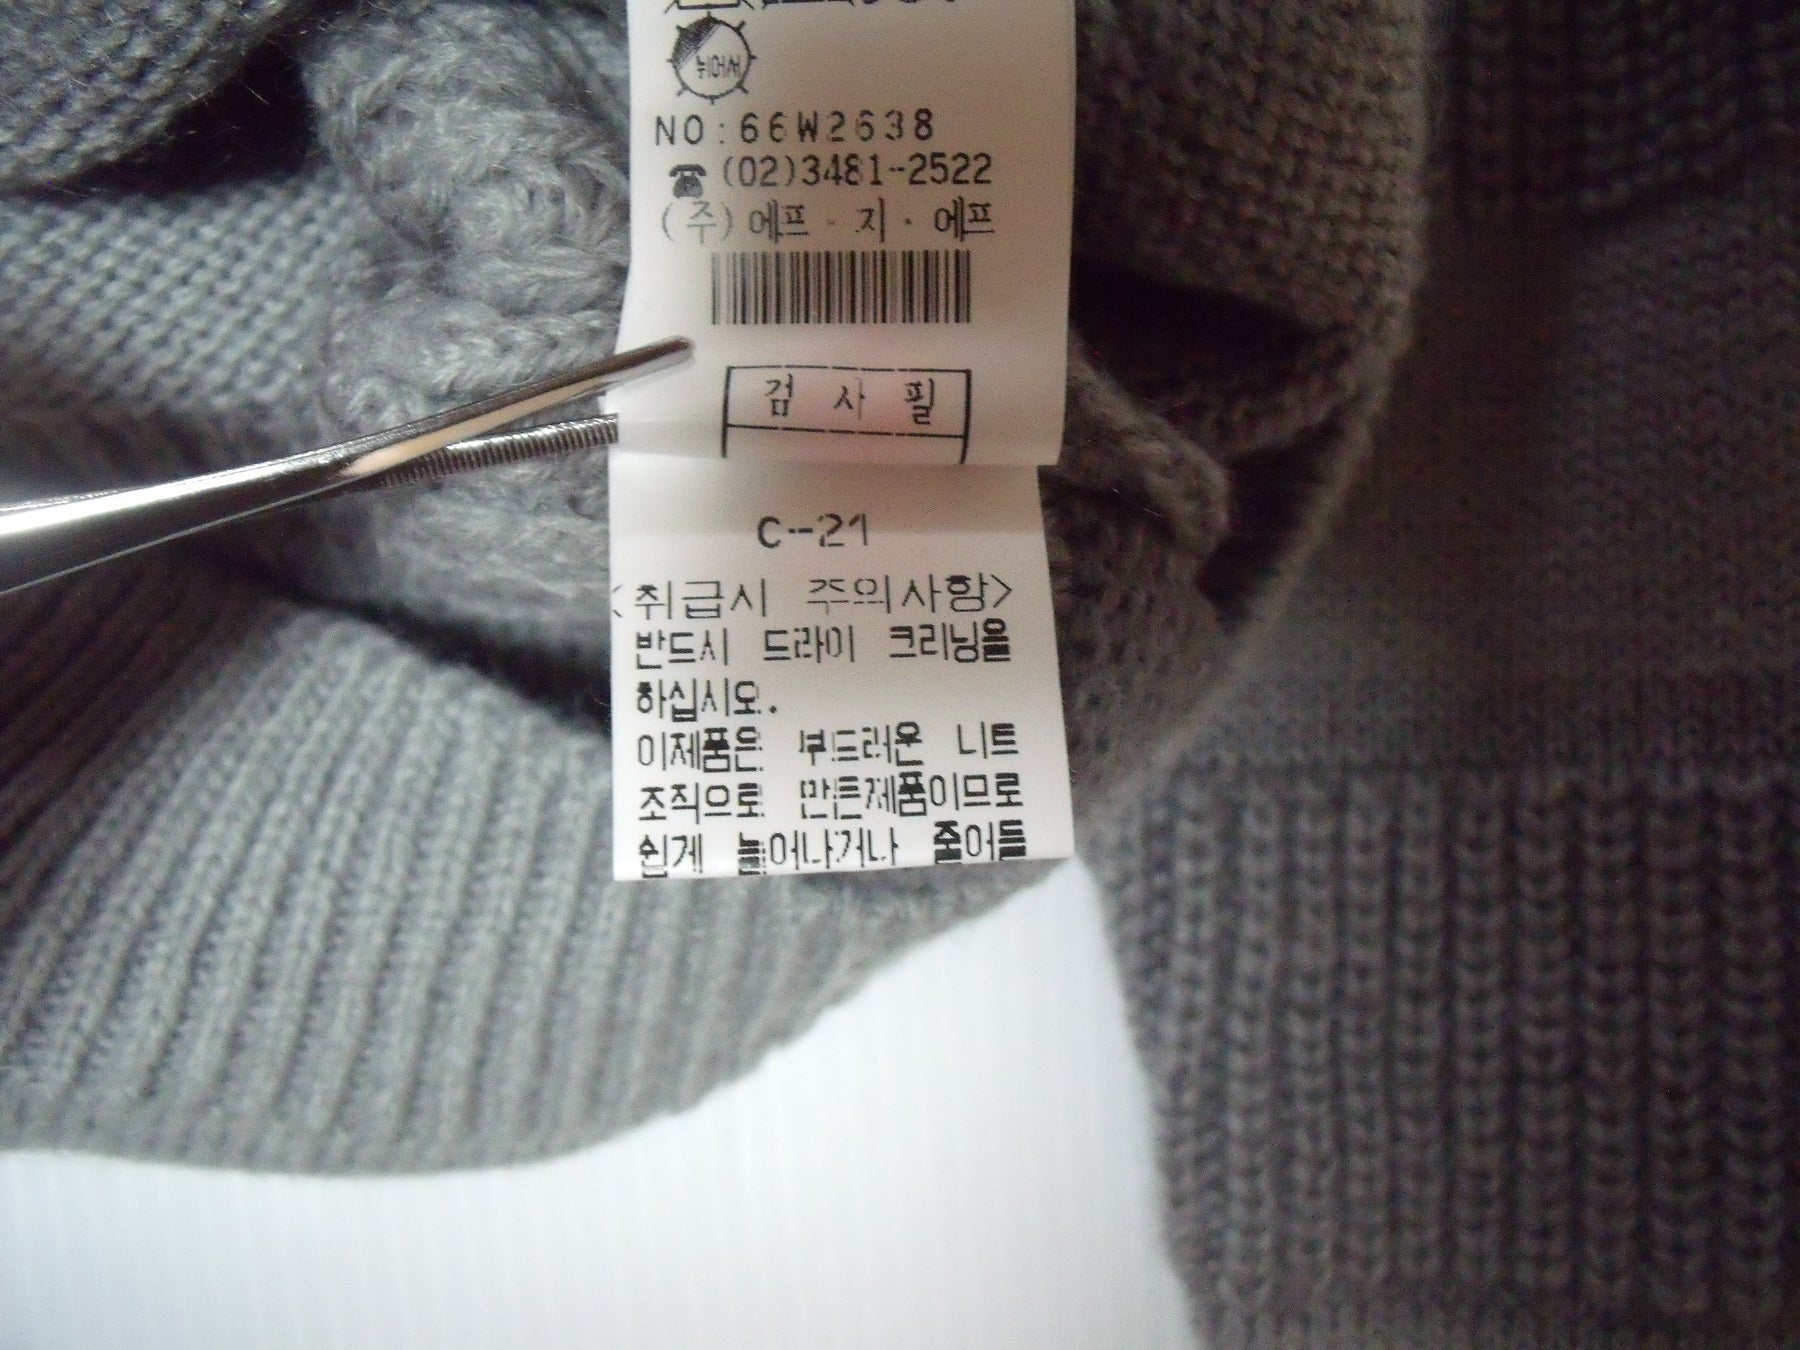 뉘어서
NO:66W2638
☎(02)3481-2522
(주)에프·지·에프
검 사 필
C-21
<취급시 주의사항>
반드시 드라이 크리닝을
하십시오.
이제품은 부드러운 니트
조직으로 만든제품이므로
쉽게 늘어나거나 줄어들